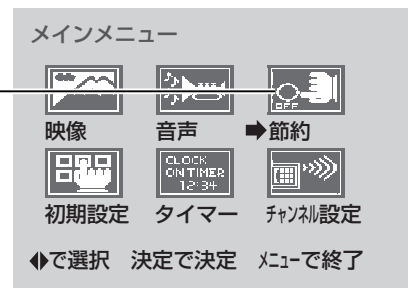 メインメニュー
OFF
映像 音声 ➡節約
CLOCK
ON TIMER
12:34
初期設定 タイマー ﾁｬﾝﾈﾙ設定
◆で選択 決定で決定 ﾒﾆｭｰで終了